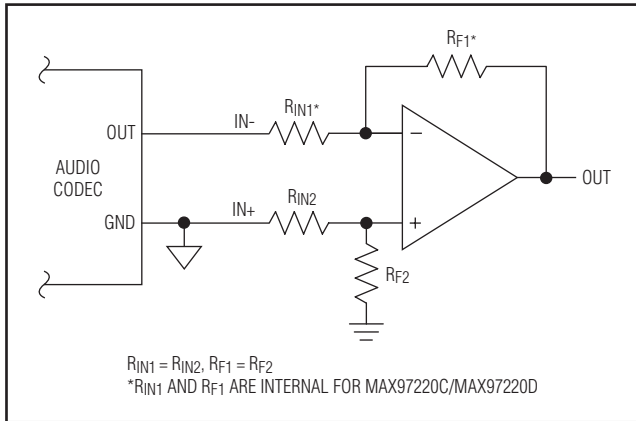 RF1*
RIN1*
IN-
OUT
−
AUDIO
CODEC
OUT
GND
IN+
RIN2
+
RF2
RIN1 = RIN2, RF1 = RF2
*RIN1 AND RF1 ARE INTERNAL FOR MAX97220C/MAX97220D